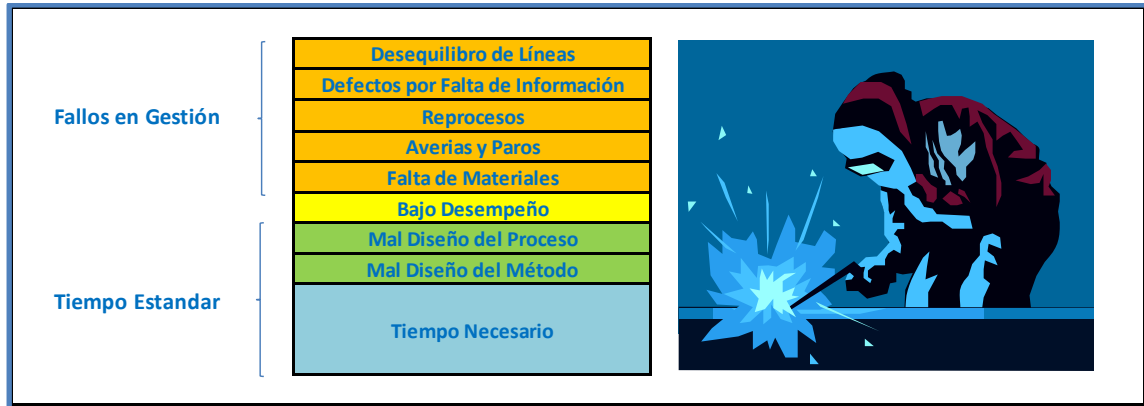 Desequilibro de Líneas
Defectos por Falta de Información
Fallos en Gestión
Reprocesos
Averias y Paros
Falta de Materiales
Bajo Desempeño
Mal Diseño del Proceso
Mal Diseño del Método
Tiempo Estandar
Tiempo Necesario